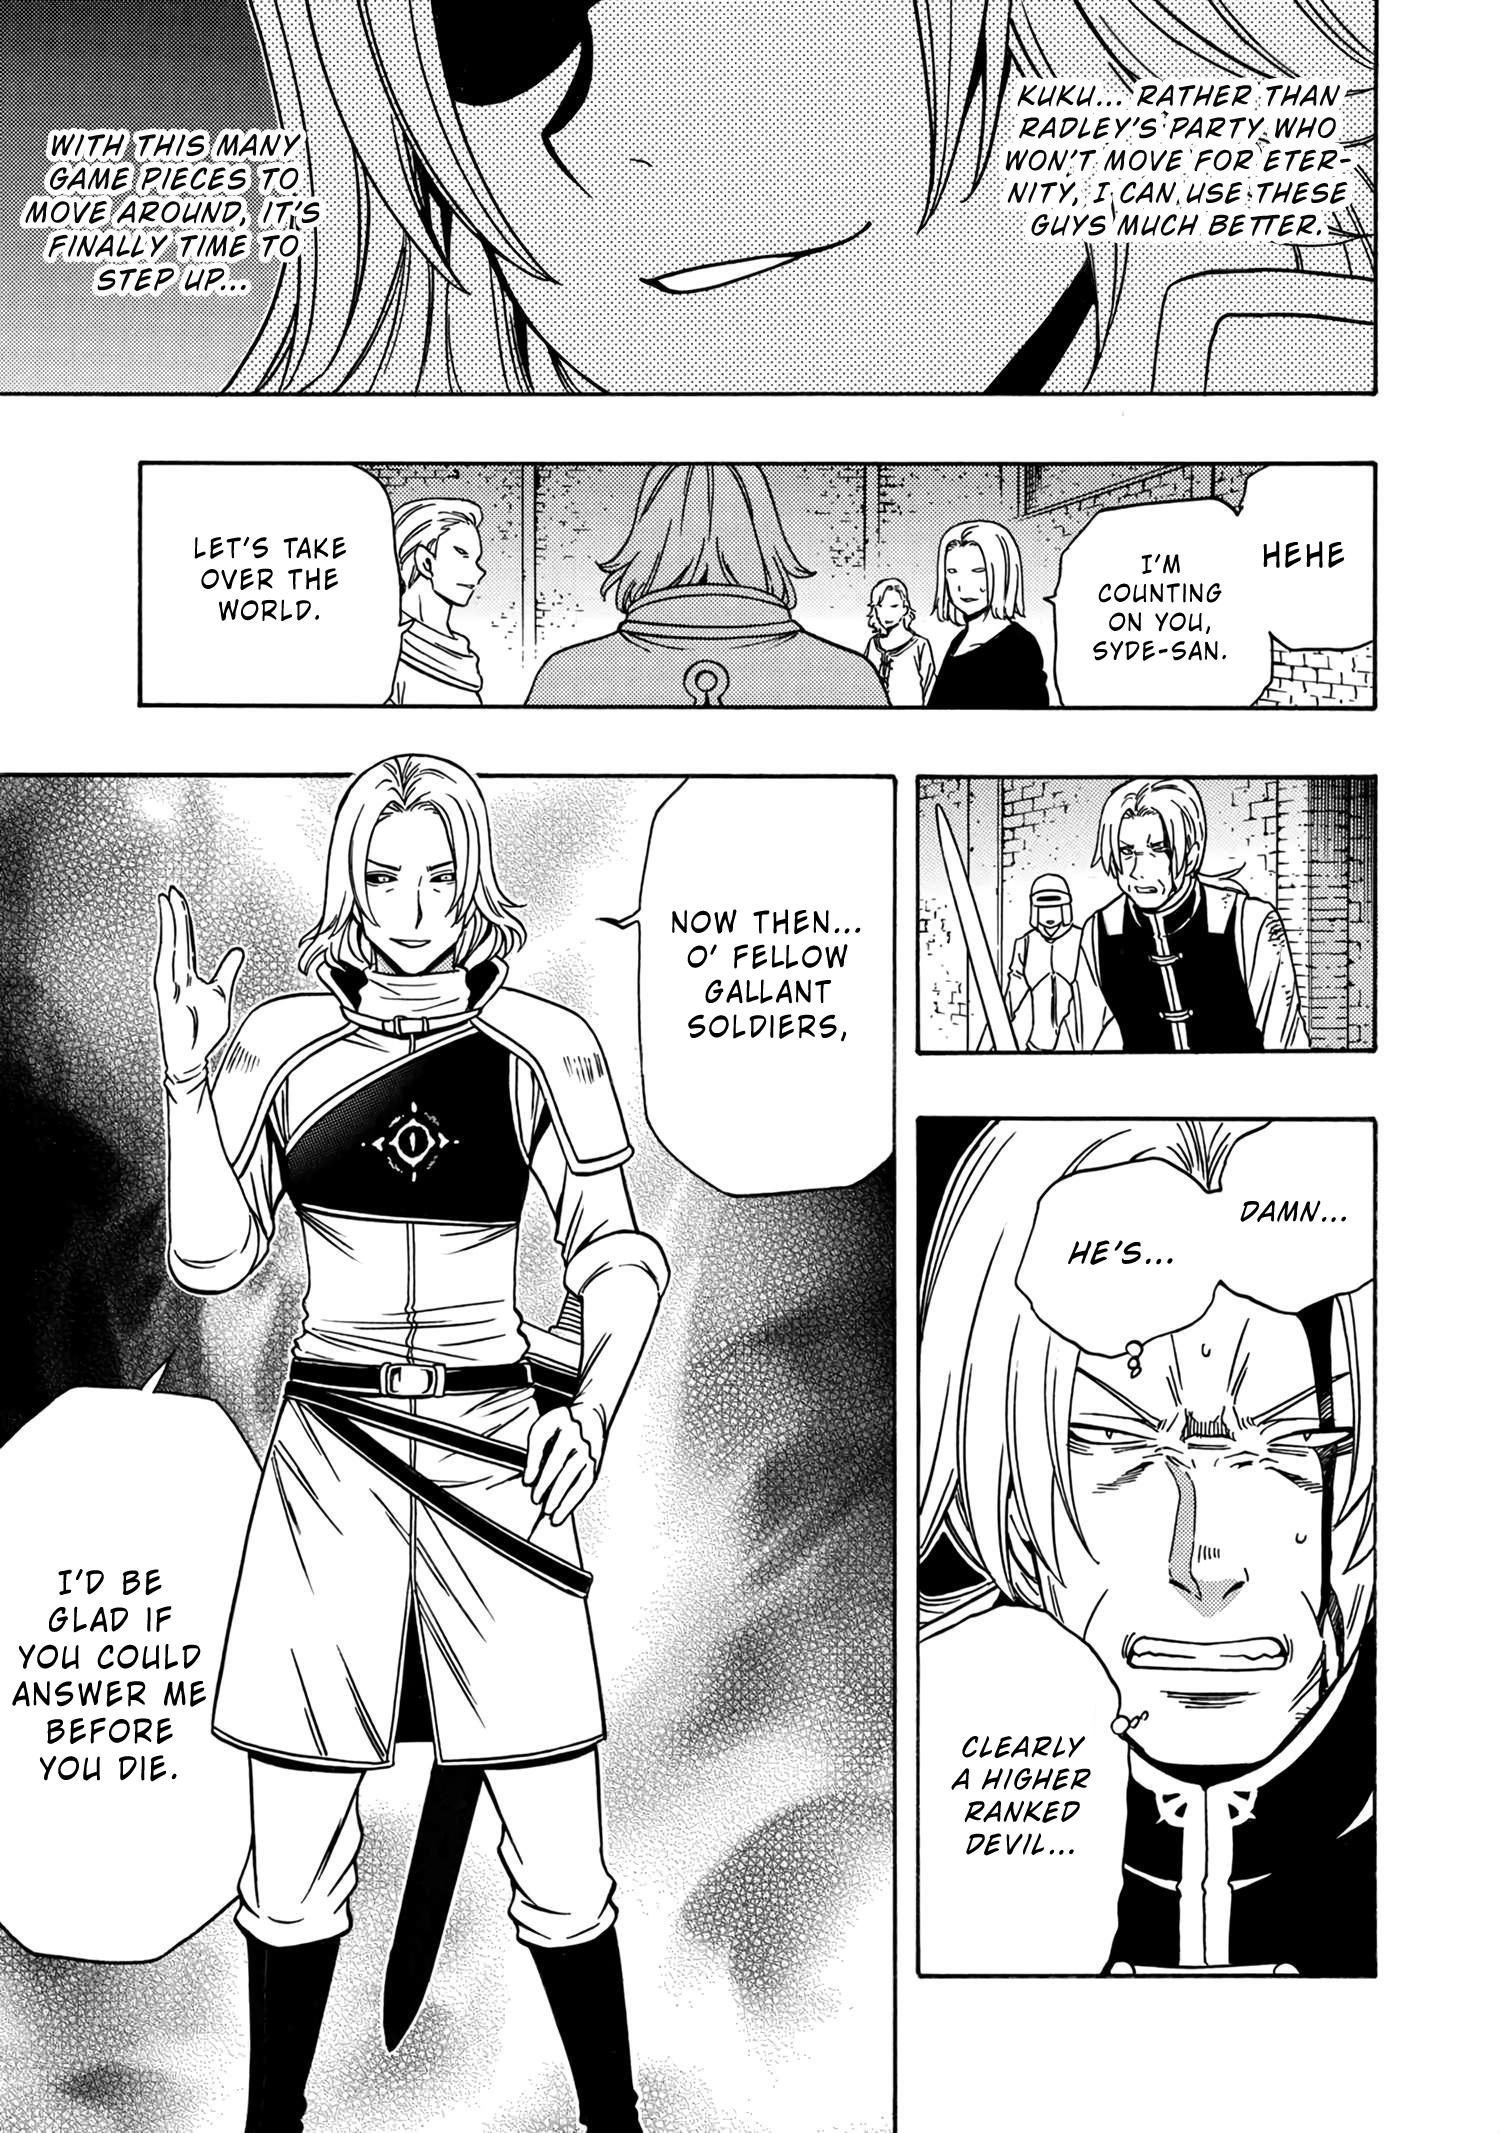 KUKU... RATHER THAN
RADLEY'S PARTY WHO
WON'T MOVE FOR ETER-
NITY, I CAN USE THESE
GUYS MUCH BETTER.
WITH THIS MANY
GAME PIECES TO
MOVE AROUND, IT'S
FINALLY TIME TO
STEP UP...
HEHE
I'M
COUNTING
ON YOU,
SYDE-SAN.
LET'S TAKE
OVER THE
WORLD.
DAMN...
HE'S...
CLEARLY
A HIGHER
RANKED
DEVIL...
NOW THEN...
O' FELLOW
GALLANT
SOLDIERS,
I'D BE
GLAD IF
YOU COULD
ANSWER ME
BEFORE
YOU DIE.